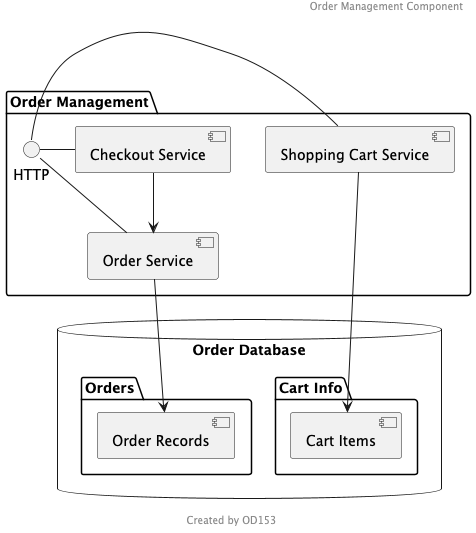 Order Management Component
Order Management
Checkout Service
Shopping Cart Service
HTTP
Order Service
Order Database
Orders
Cart Info
Order Records
Cart Items
Created by OD153